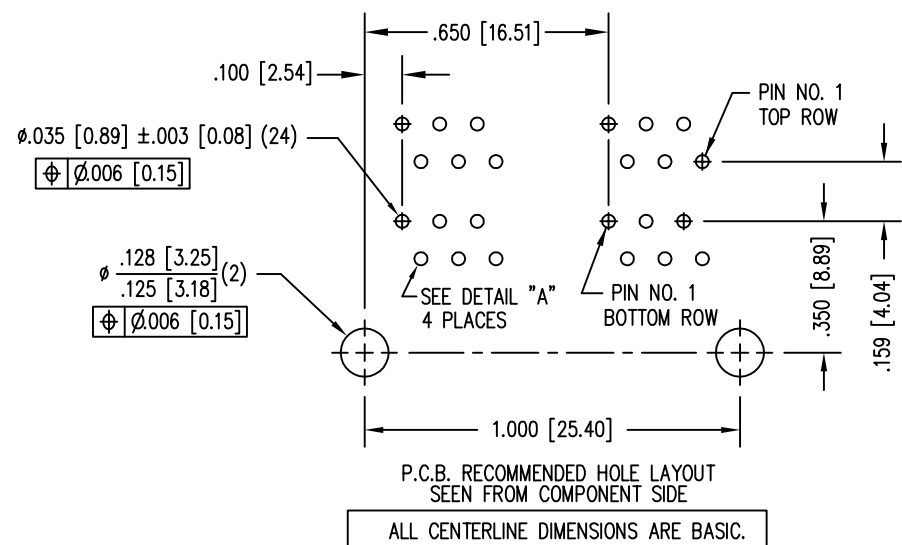 .650 [16.51]
.100 [2.54]
PIN NO. 1
TOP ROW
ø.035 [0.89] ±.003 [0.08] (24)
⌖ Ø.006 [0.15]
ø .128 [3.25]
.125 [3.18] (2)
⌖ Ø.006 [0.15]
SEE DETAIL "A"
4 PLACES
PIN NO. 1
BOTTOM ROW
.350 [8.89]
.159 [4.04]
1.000 [25.40]
P.C.B. RECOMMENDED HOLE LAYOUT
SEEN FROM COMPONENT SIDE
ALL CENTERLINE DIMENSIONS ARE BASIC.